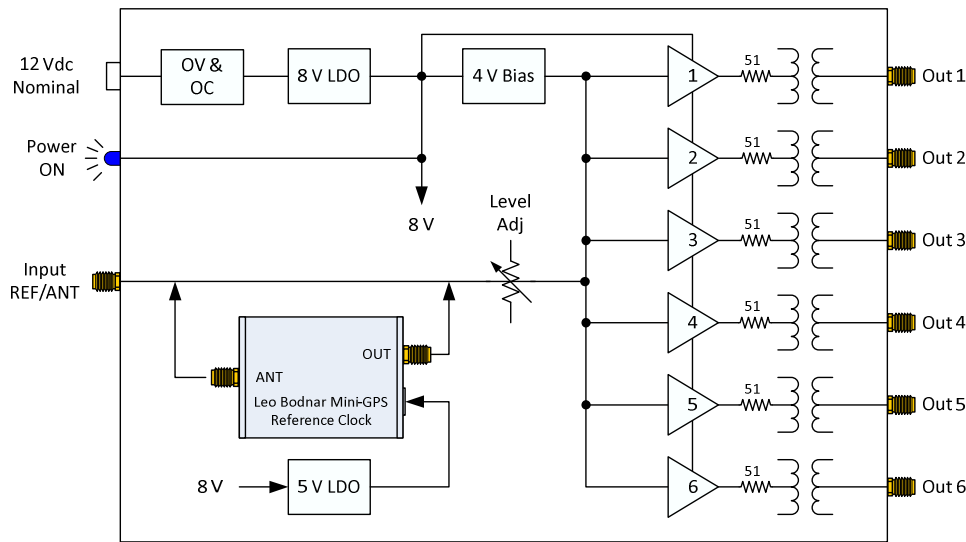 12 Vdc
Nominal
OV &
OC
8 V LDO
4 V Bias
1
51
Out 1
Power
ON
2
51
Out 2
8 V
Level
Adj
3
51
Out 3
Input
REF/ANT
4
51
Out 4
OUT
ANT
Leo Bodnar Mini-GPS
Reference Clock
5
51
Out 5
8 V
5 V LDO
6
51
Out 6